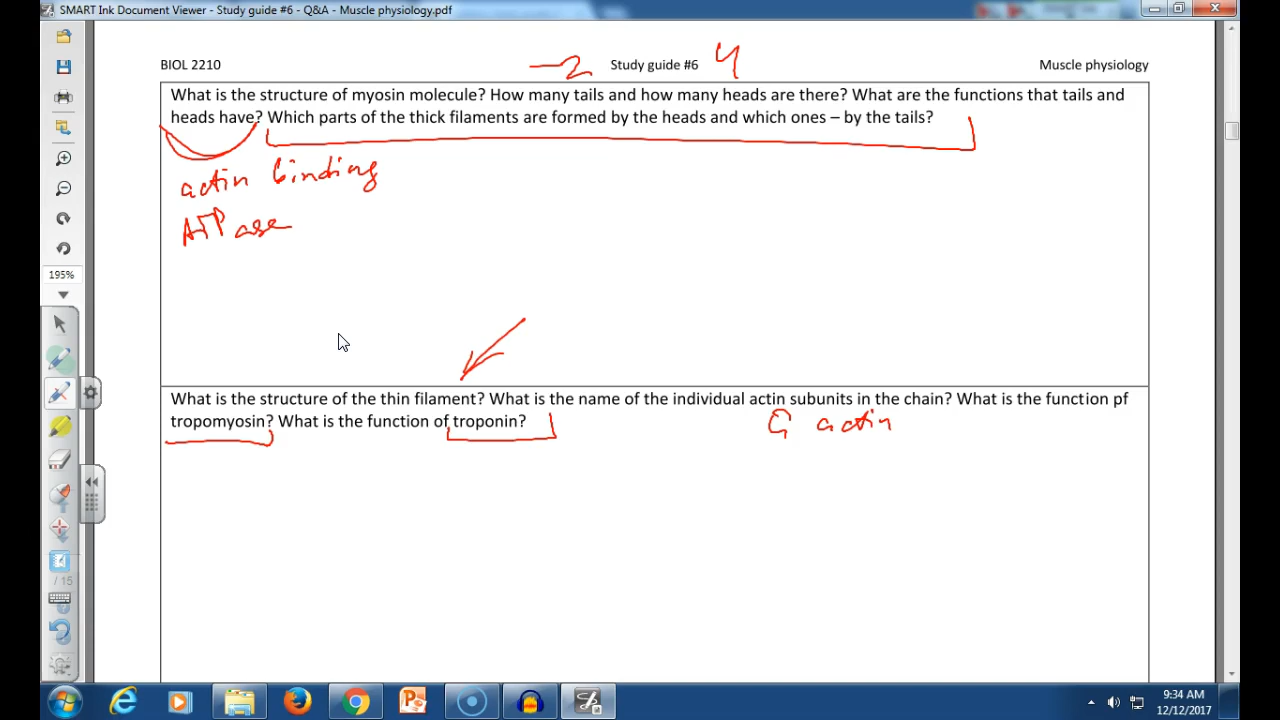 SMART Ink Document Viewer - Study guide #6 - Q&A - Muscle physiology.pdf
BIOL 2210 —2 Study guide #6 4 Muscle physiology
What is the structure of myosin molecule? How many tails and how many heads are there? What are the functions that tails and
heads have? Which parts of the thick filaments are formed by the heads and which ones – by the tails?
actin binding
ATPase
195%
What is the structure of the thin filament? What is the name of the individual actin subunits in the chain? What is the function pf
tropomyosin? What is the function of troponin?
G actin
/ 15
9:34 AM
12/12/2017